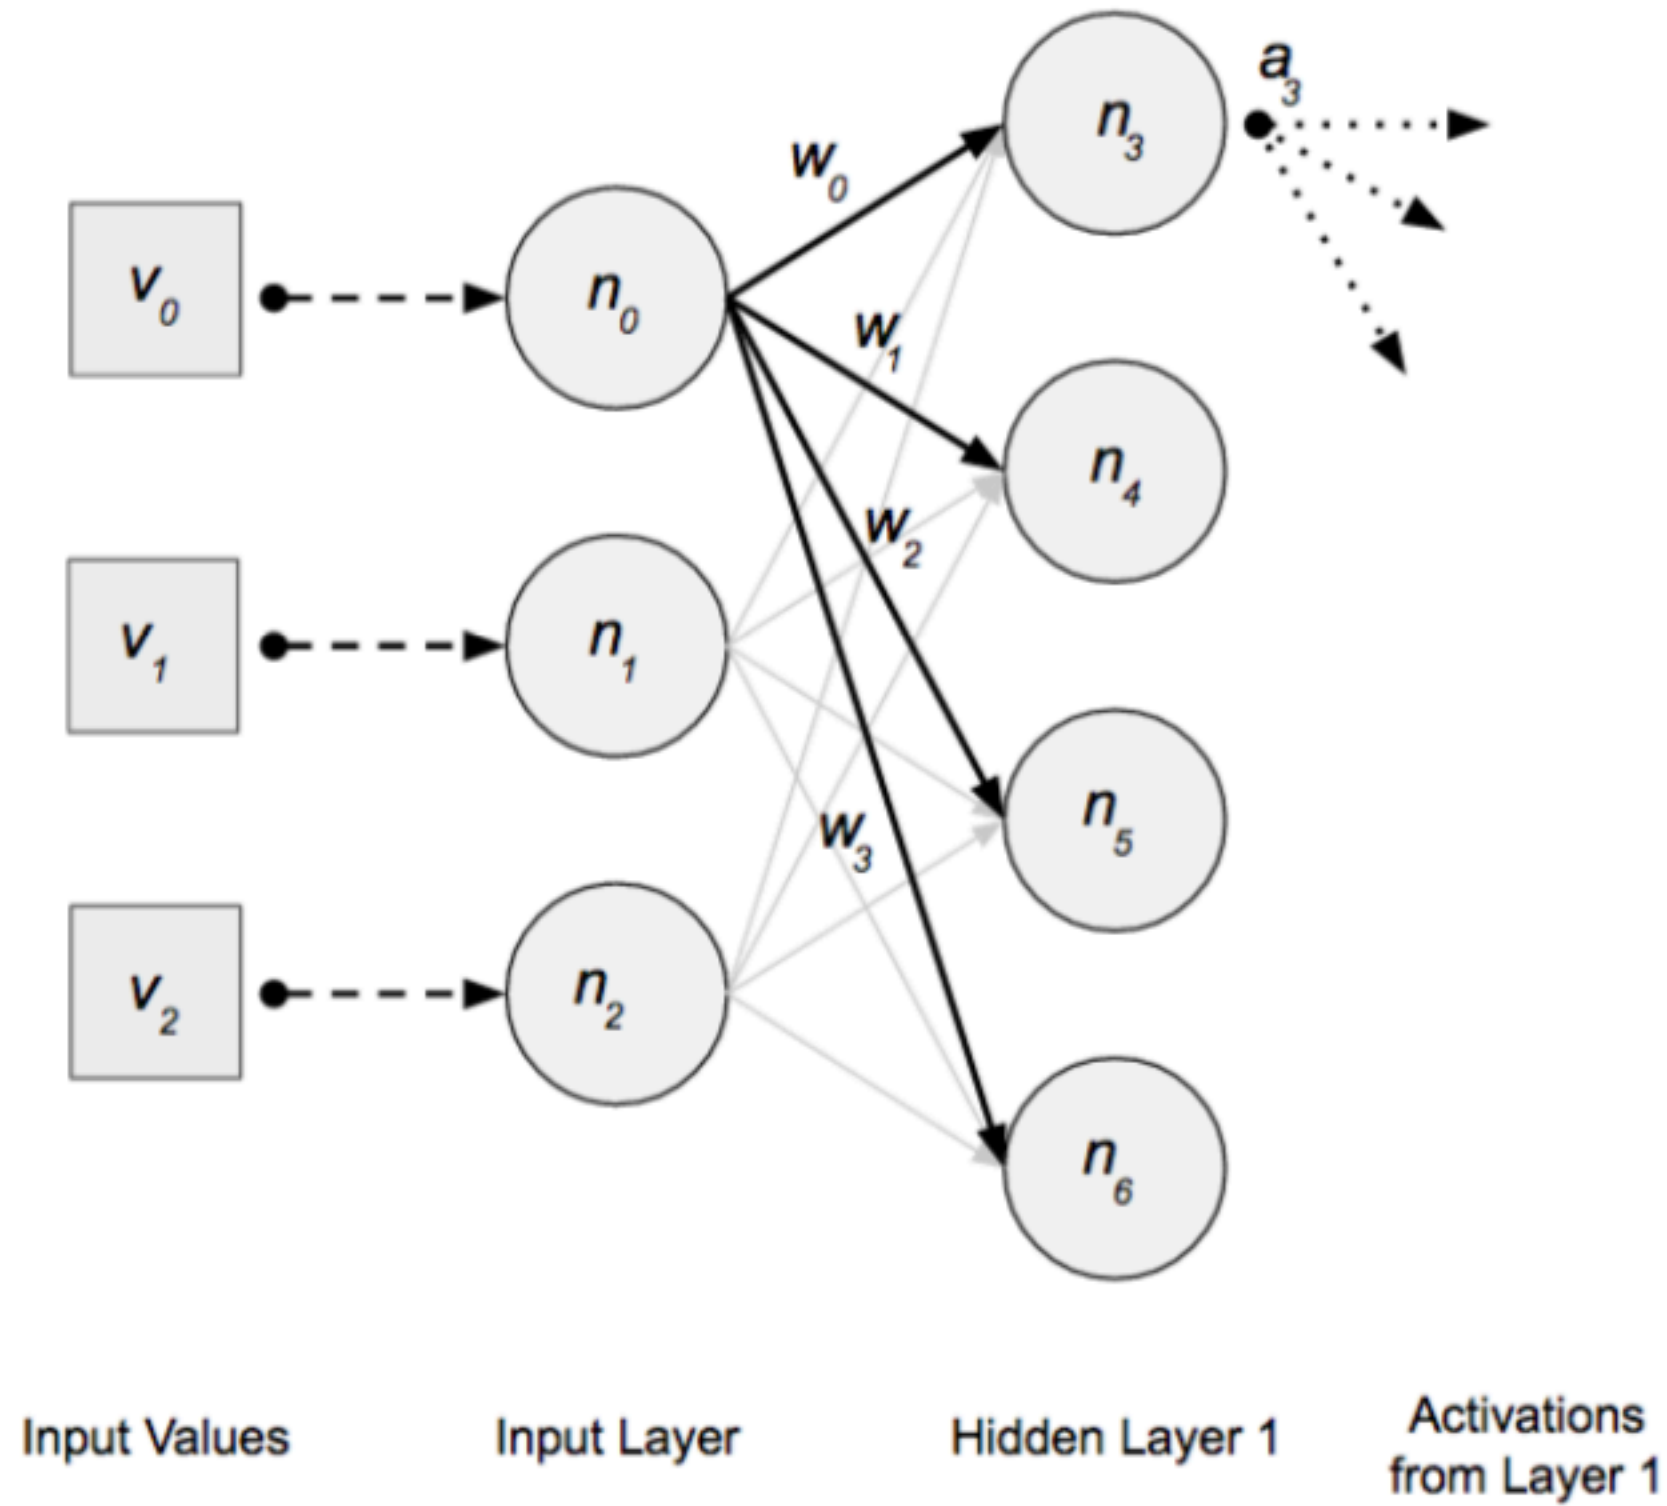 a3
n3
w0
v0
n0
w1
n4
w2
v1
n1
n5
w3
v2
n2
n6
Input Values
Input Layer
Hidden Layer 1
Activations
from Layer 1